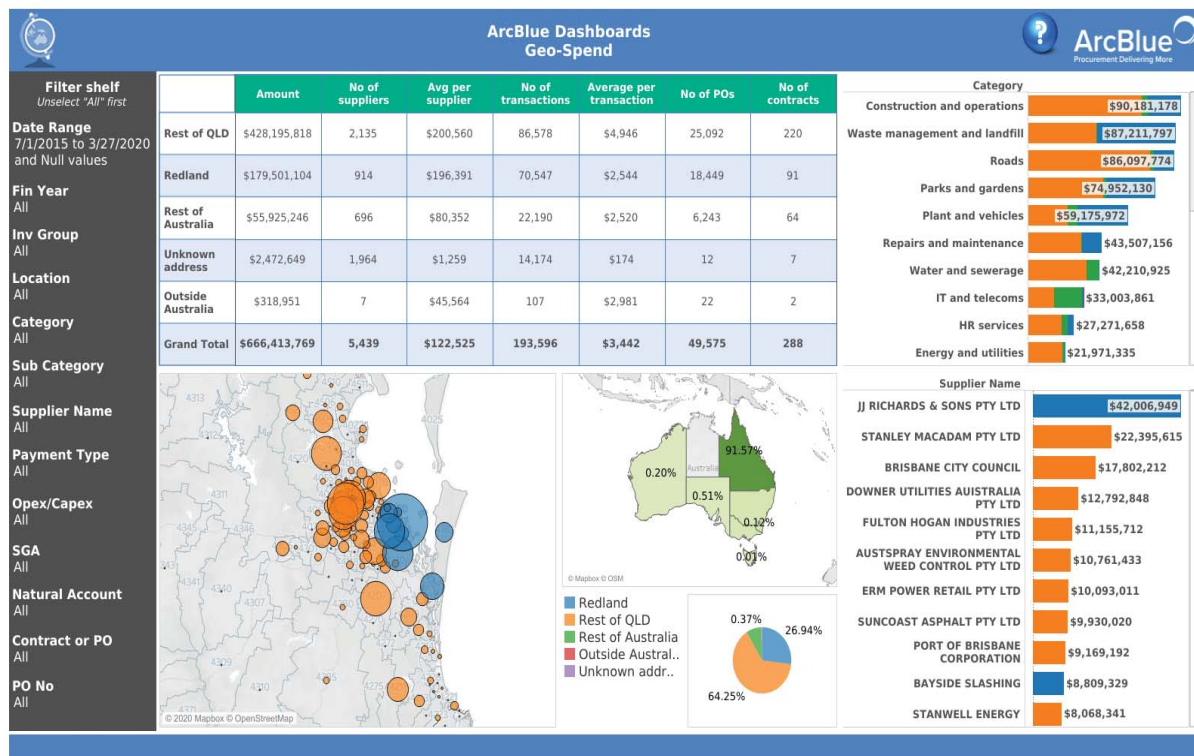 ArcBlue Dashboards
Geo-Spend
?
ArcBlue
Procurement Delivering More
Filter shelf
Unselect "All" first
Date Range
7/1/2015 to 3/27/2020
and Null values
Fin Year
All
Inv Group
All
Location
All
Category
All
Sub Category
All
Supplier Name
All
Payment Type
All
Opex/Capex
All
SGA
All
Natural Account
All
Contract or PO
All
PO No
All
Amount No of suppliers Avg per supplier No of transactions Average per transaction No of POs No of contracts
Rest of QLD $428,195,818 2,135 $200,560 86,578 $4,946 25,092 220
Redland $179,501,104 914 $196,391 70,547 $2,544 18,449 91
Rest of Australia $55,925,246 696 $80,352 22,190 $2,520 6,243 64
Unknown address $2,472,649 1,964 $1,259 14,174 $174 12 7
Outside Australia $318,951 7 $45,564 107 $2,981 22 2
Grand Total $666,413,769 5,439 $122,525 193,596 $3,442 49,575 288
Category
Construction and operations $90,181,178
Waste management and landfill $87,211,797
Roads $86,097,774
Parks and gardens $74,952,130
Plant and vehicles $59,175,972
Repairs and maintenance $43,507,156
Water and sewerage $42,210,925
IT and telecoms $33,003,861
HR services $27,271,658
Energy and utilities $21,971,335
4313
4025
4311
4345
4346
4341
4340
4307
4309
4310
4275
© 2020 Mapbox © OpenStreetMap
91.57%
0.20%
Australia
0.51%
0.12%
0.01%
© Mapbox © OSM
Redland
Rest of QLD
Rest of Australia
Outside Austral..
Unknown addr..
0.37%
26.94%
64.25%
Supplier Name
JJ RICHARDS & SONS PTY LTD $42,006,949
STANLEY MACADAM PTY LTD $22,395,615
BRISBANE CITY COUNCIL $17,802,212
DOWNER UTILITIES AUISTRALIA
PTY LTD $12,792,848
FULTON HOGAN INDUSTRIES
PTY LTD $11,155,712
AUSTSPRAY ENVIRONMENTAL
WEED CONTROL PTY LTD $10,761,433
ERM POWER RETAIL PTY LTD $10,093,011
SUNCOAST ASPHALT PTY LTD $9,930,020
PORT OF BRISBANE
CORPORATION $9,169,192
BAYSIDE SLASHING $8,809,329
STANWELL ENERGY $8,068,341